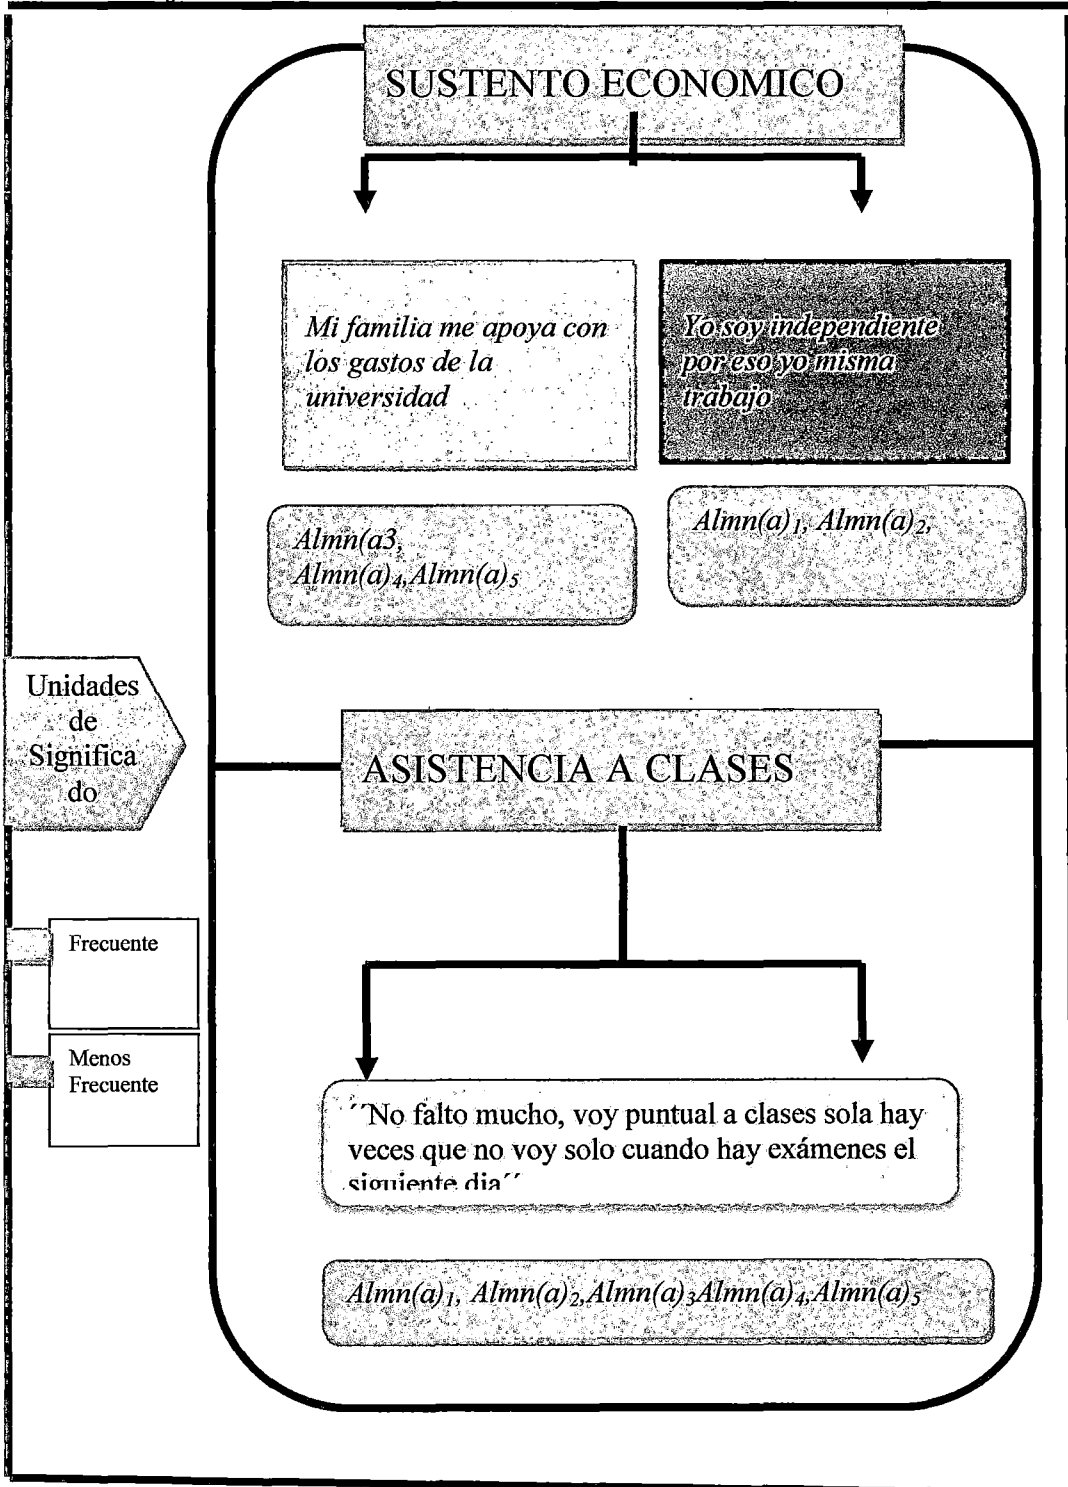 SUSTENTO ECONOMICO
Mi familia me apoya con
los gastos de la
universidad
Yo soy independiente
por eso yo misma
trabajo
Almn(a3,
Almn(a)4,Almn(a)5
Almn(a)1, Almn(a)2,
Unidades
de
Significa
do
ASISTENCIA A CLASES
Frecuente
Menos
Frecuente
´´No falto mucho, voy puntual a clases sola hay
veces que no voy solo cuando hay exámenes el
siguiente dia´´
Almn(a)1, Almn(a)2,Almn(a)3Almn(a)4,Almn(a)5